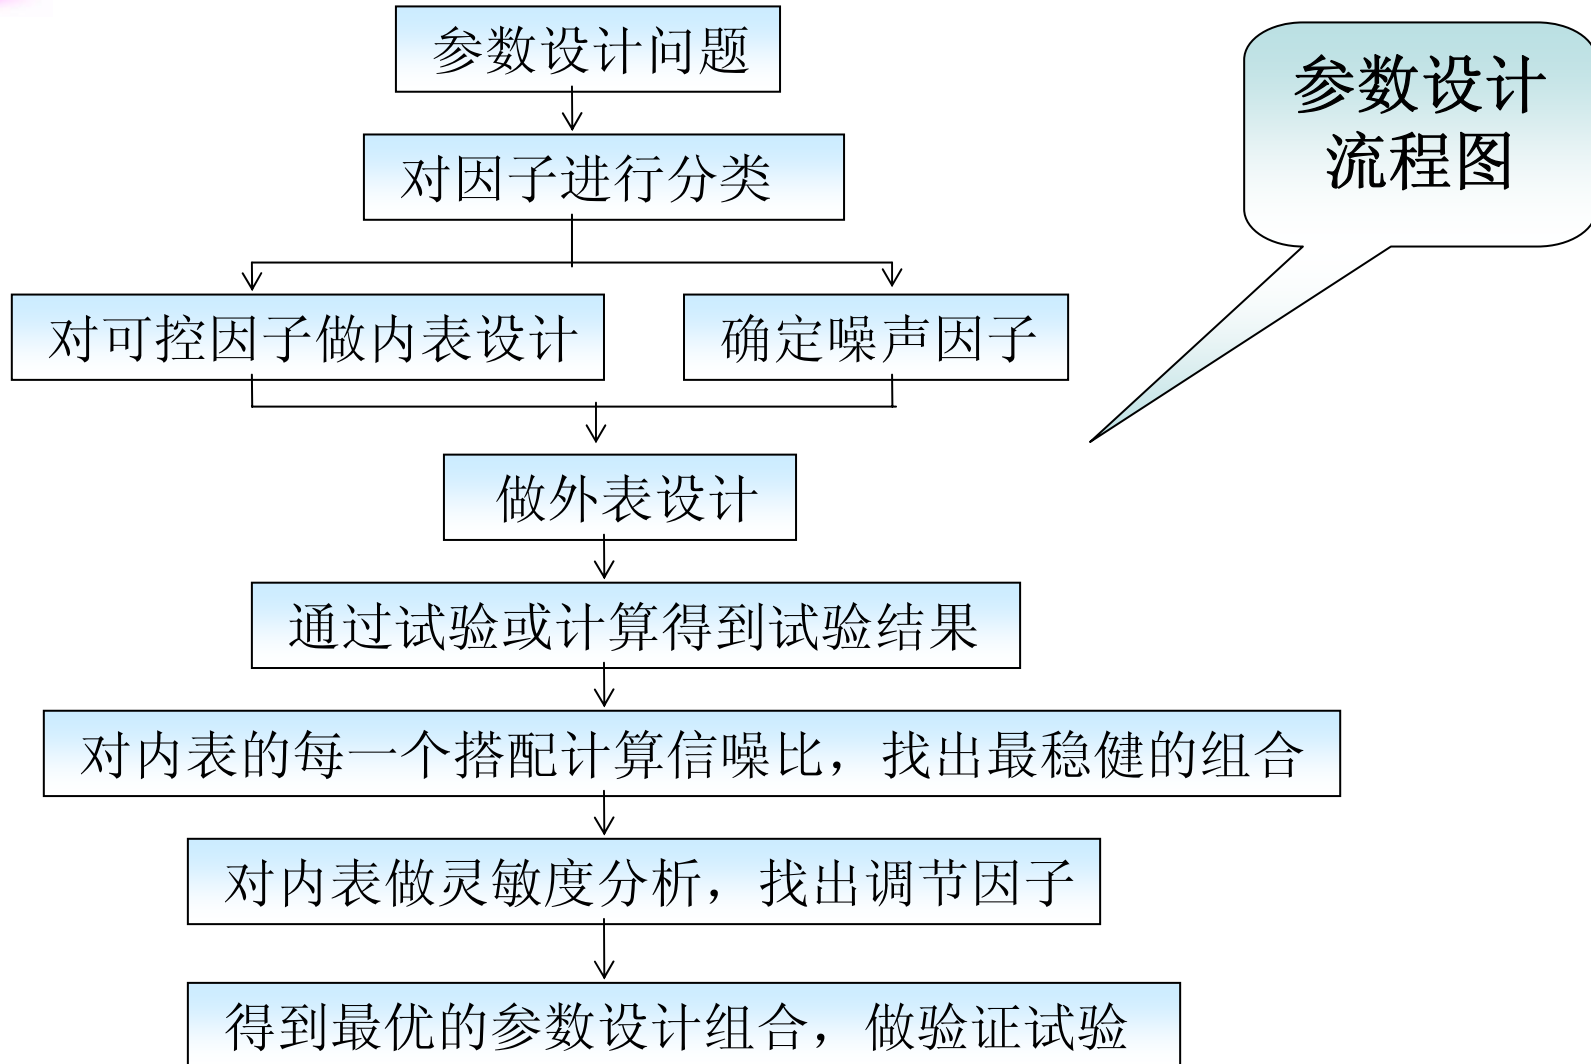 参数设计问题
参数设计
流程图
对因子进行分类
对可控因子做内表设计
确定噪声因子
做外表设计
通过试验或计算得到试验结果
对内表的每一个搭配计算信噪比，找出最稳健的组合
对内表做灵敏度分析，找出调节因子
得到最优的参数设计组合，做验证试验